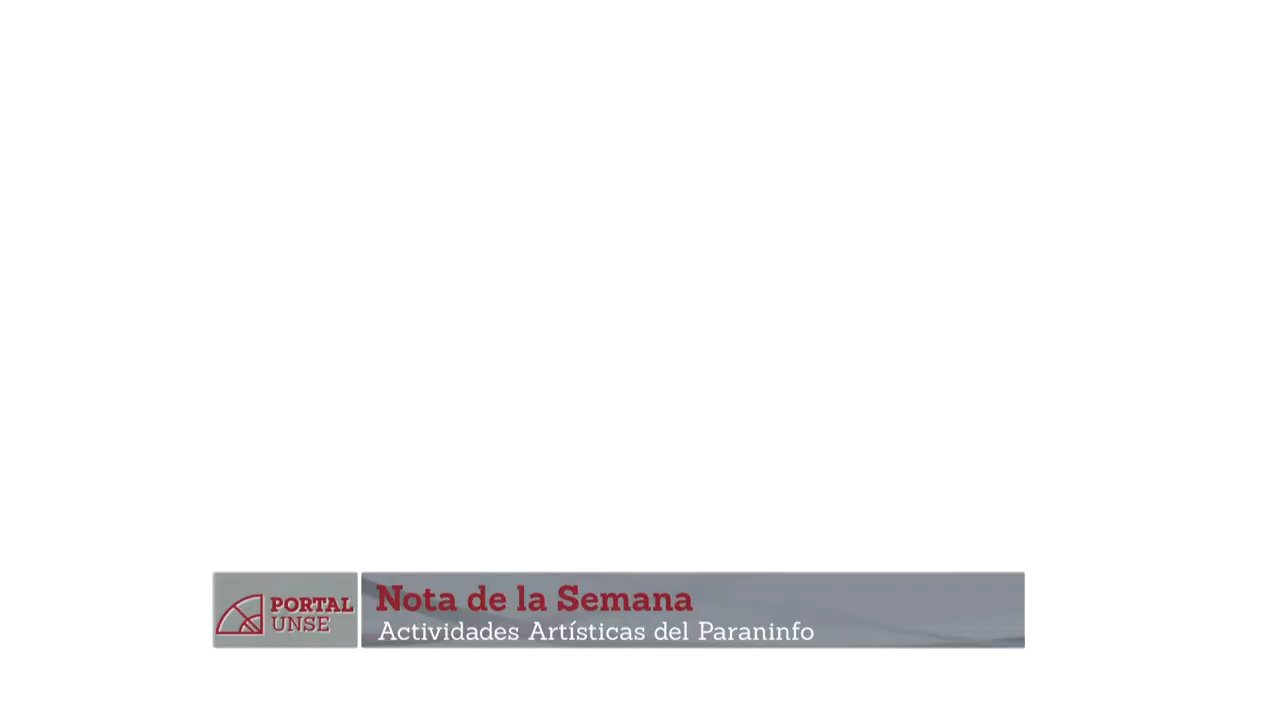 PORTAL
UNSE
Nota de la Semana
Actividades Artísticas del Paraninfo